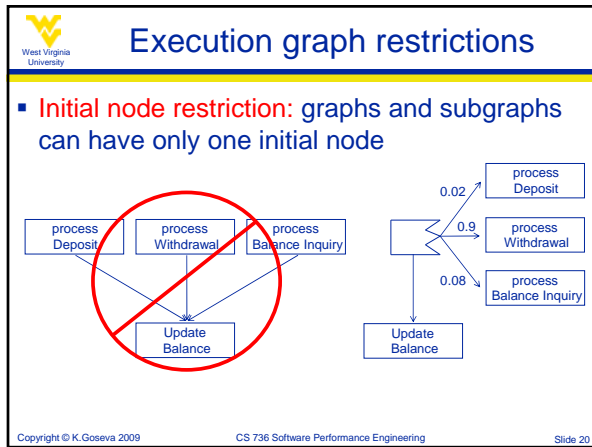 West Virginia
University
Execution graph restrictions
Initial node restriction: graphs and subgraphs
can have only one initial node
process
Deposit
process
Withdrawal
process
Balance Inquiry
Update
Balance
0.02
0.9
0.08
process
Deposit
process
Withdrawal
process
Balance Inquiry
Update
Balance
Copyright © K.Goseva 2009
CS 736 Software Performance Engineering
Slide 20